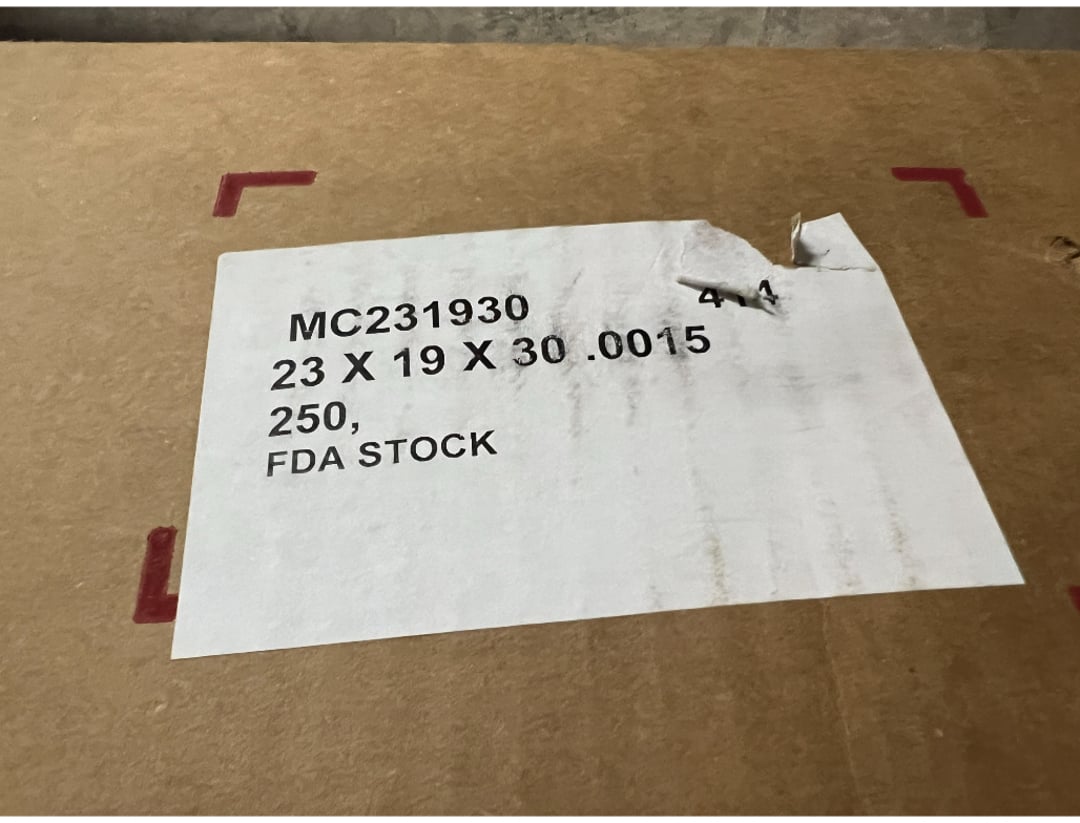 MC231930
23 X 19 X 30 .0015
250,
FDA STOCK